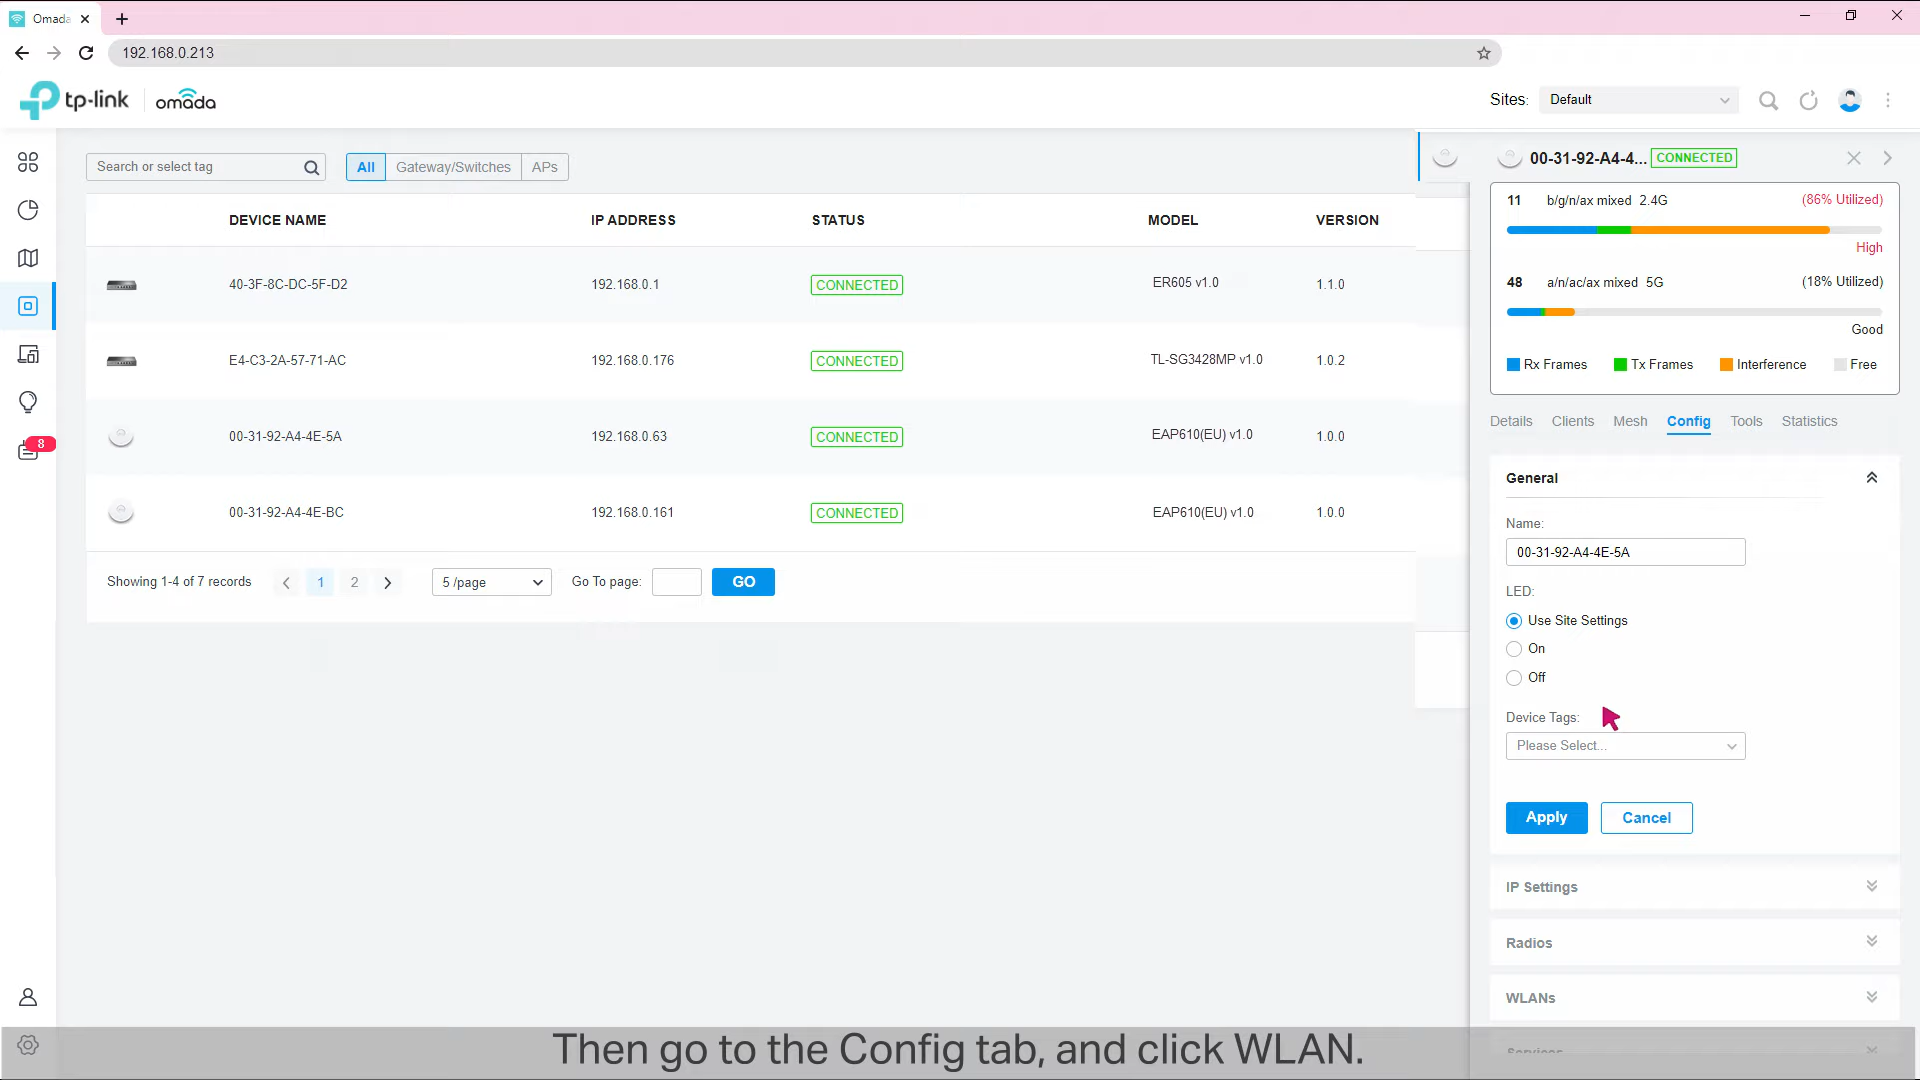 Omada
192.168.0.213
tp-link omada
Sites: Default
Search or select tag
All Gateway/Switches APs
DEVICE NAME IP ADDRESS STATUS MODEL VERSION
40-3F-8C-DC-5F-D2 192.168.0.1 CONNECTED ER605 v1.0 1.1.0
E4-C3-2A-57-71-AC 192.168.0.176 CONNECTED TL-SG3428MP v1.0 1.0.2
00-31-92-A4-4E-5A 192.168.0.63 CONNECTED EAP610(EU) v1.0 1.0.0
00-31-92-A4-4E-BC 192.168.0.161 CONNECTED EAP610(EU) v1.0 1.0.0
8
Showing 1-4 of 7 records 1 2 5 /page Go To page: GO
00-31-92-A4-4... CONNECTED
11 b/g/n/ax mixed 2.4G (86% Utilized)
High
48 a/n/ac/ax mixed 5G (18% Utilized)
Good
Rx Frames Tx Frames Interference Free
Details Clients Mesh Config Tools Statistics
General
Name:
00-31-92-A4-4E-5A
LED:
Use Site Settings
On
Off
Device Tags:
Please Select...
Apply Cancel
IP Settings
Radios
WLANs
Services
Then go to the Config tab, and click WLAN.